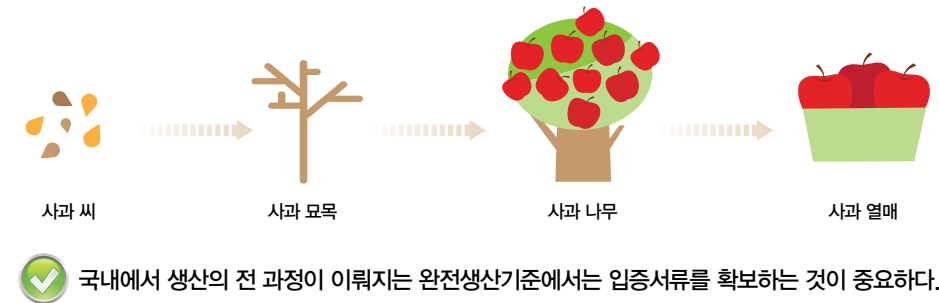 사과 씨
사과 묘목
사과 나무
사과 열매
국내에서 생산의 전 과정이 이뤄지는 완전생산기준에서는 입증서류를 확보하는 것이 중요하다.